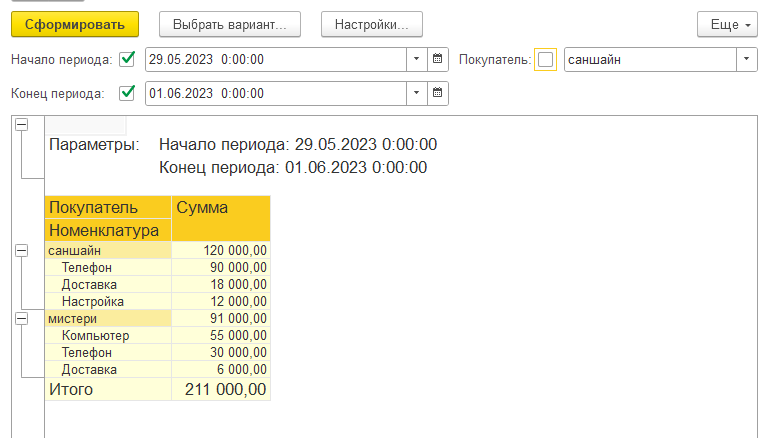 Сформировать Выбрать вариант... Настройки... Еще
Начало периода: 29.05.2023 0:00:00 Покупатель: саншайн
Конец периода: 01.06.2023 0:00:00
Параметры: Начало периода: 29.05.2023 0:00:00
Конец периода: 01.06.2023 0:00:00
Покупатель Сумма
Номенклатура
саншайн 120 000,00
Телефон 90 000,00
Доставка 18 000,00
Настройка 12 000,00
мистери 91 000,00
Компьютер 55 000,00
Телефон 30 000,00
Доставка 6 000,00
Итого 211 000,00